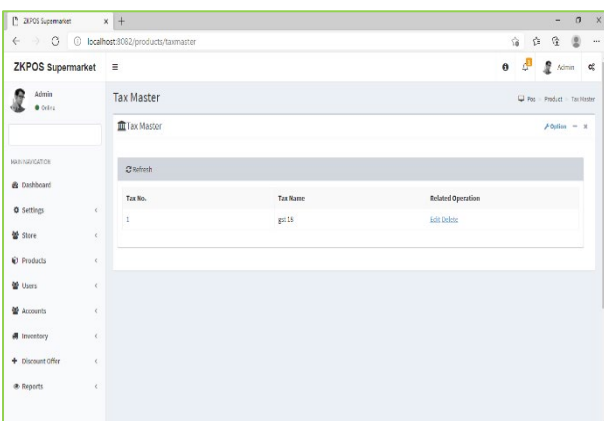 ZKPOS Supermarket
localhost:3082/products/taxmaster
ZKPOS Supermarket
Admin
Admin
Online
Tax Master
Pos
Product
Tax Master
Tax Master
Option
MAIN NAVIGATION
Refresh
Dashboard
Tax No.
Tax Name
Related Operation
Settings
1
gst 18
Edit Delete
Store
Products
Users
Accounts
Inventory
Discount Offer
Reports